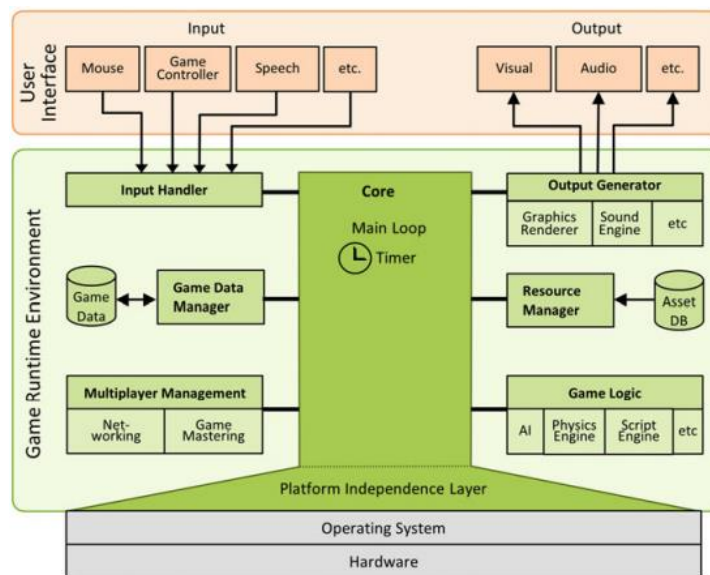 Input
Output
User
Interface
Mouse
Game
Controller
Speech
etc.
Visual
Audio
etc.
Game Runtime Environment
Input Handler
Core
Main Loop
Timer
Output Generator
Graphics
Renderer
Sound
Engine
etc
Game
Data
Game Data
Manager
Resource
Manager
Asset
DB
Multiplayer Management
Net-
working
Game
Mastering
Game Logic
AI
Physics
Engine
Script
Engine
etc
Platform Independence Layer
Operating System
Hardware